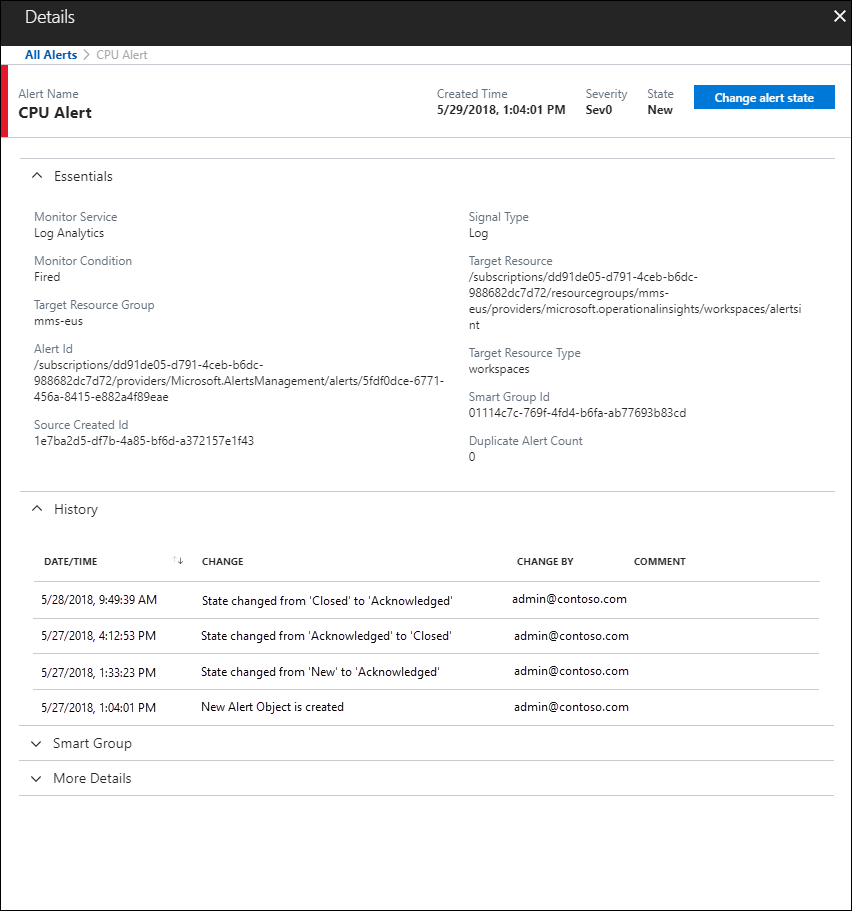 Details
All Alerts > CPU Alert
Alert Name
CPU Alert
Created Time
5/29/2018, 1:04:01 PM
Severity
Sev0
State
New
Change alert state
Essentials
Monitor Service
Log Analytics
Monitor Condition
Fired
Target Resource Group
mms-eus
Alert Id
/subscriptions/dd91de05-d791-4ceb-b6dc-
988682dc7d72/providers/Microsoft.AlertsManagement/alerts/5fdf0dce-6771-
456a-8415-e882a4f89eae
Source Created Id
1e7ba2d5-df7b-4a85-bf6d-a372157e1f43
Signal Type
Log
Target Resource
/subscriptions/dd91de05-d791-4ceb-b6dc-
988682dc7d72/resourcegroups/mms-
eus/providers/microsoft.operationalinsights/workspaces/alertsi
nt
Target Resource Type
workspaces
Smart Group Id
01114c7c-769f-4fd4-b6fa-ab77693b83cd
Duplicate Alert Count
0
History
DATE/TIME CHANGE CHANGE BY COMMENT
5/28/2018, 9:49:39 AM State changed from 'Closed' to 'Acknowledged' admin@contoso.com
5/27/2018, 4:12:53 PM State changed from 'Acknowledged' to 'Closed' admin@contoso.com
5/27/2018, 1:33:23 PM State changed from 'New' to 'Acknowledged' admin@contoso.com
5/27/2018, 1:04:01 PM New Alert Object is created admin@contoso.com
Smart Group
More Details